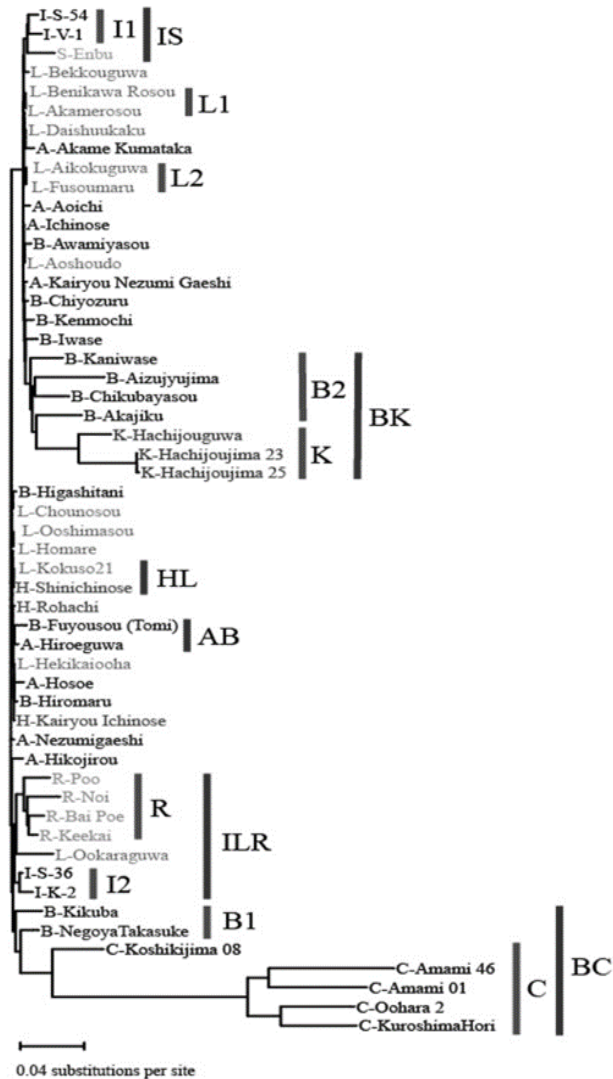 I-S-54
I-V-1
I1
IS
S-Enbu
L-Bekkouguwa
L-Benikawa Rosou
L-Akamerosou
L1
L-Daishuukaku
A-Akame Kumataka
L-Aikokuguwa
L-Fusoumaru
L2
A-Aoichi
A-Ichinose
B-Awamiyasou
L-Aoshoudo
A-Kairyou Nezumi Gaeshi
B-Chiyozuru
B-Kenmochi
B-Iwase
B-Kaniwase
B-Aizujyujima
B-Chikubayasou
B-Akajiku
B2
BK
K-Hachijouguwa
K-Hachijoujima 23
K-Hachijoujima 25
K
B-Higashitani
L-Chounosou
L-Ooshimasou
L-Homare
L-Kokuso21
H-Shinichinose
HL
H-Rohachi
B-Fuyousou (Tomi)
A-Hiroeguwa
AB
L-Hekikaiooha
A-Hosoe
B-Hiromaru
H-Kairyou Ichinose
A-Nezumigaeshi
A-Hikojirou
R-Poo
R-Noi
R-Bai Poe
R-Keekai
R
ILR
L-Ookaraguwa
I-S-36
I-K-2
I2
B-Kikuba
B-NegoyaTakasuke
B1
C-Koshikijima 08
C-Amami 46
C-Amami 01
C-Oohara 2
C-KuroshimaHori
C
BC
0.04 substitutions per site